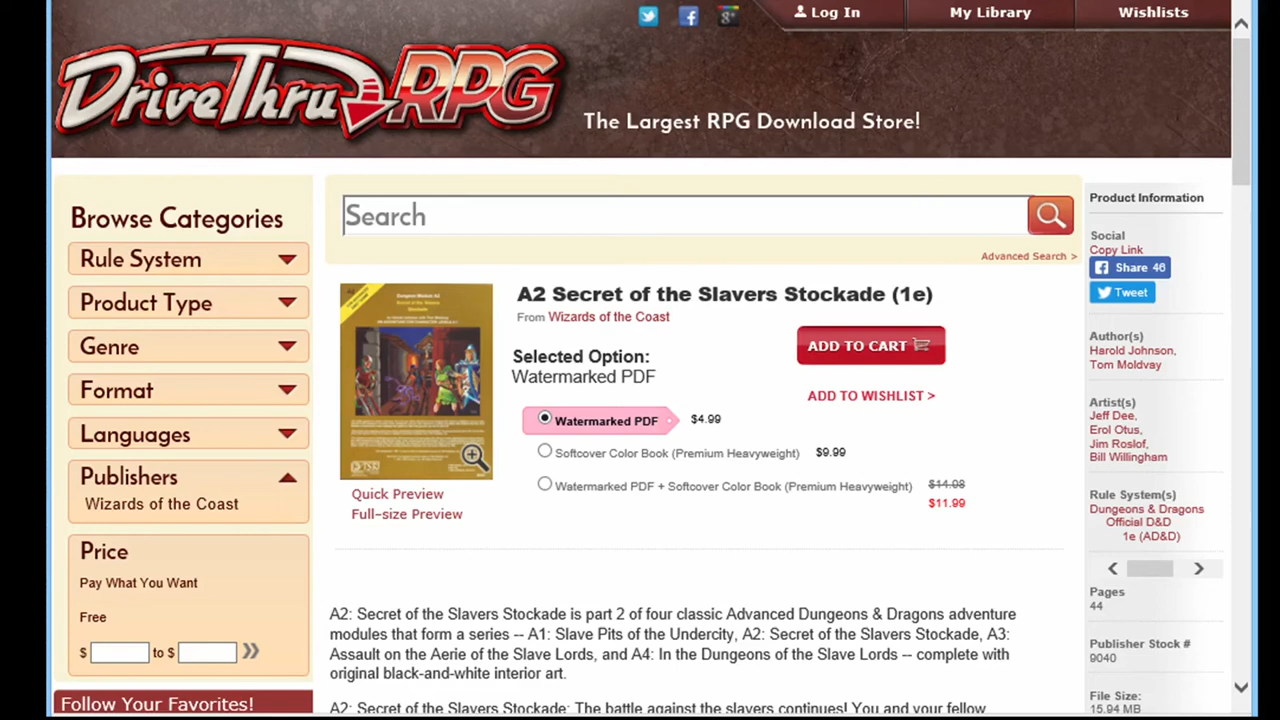 Log In
My Library
Wishlists
DriveThruRPG
The Largest RPG Download Store!
Browse Categories
Rule System
Product Type
Genre
Format
Languages
Publishers
Wizards of the Coast
Price
Pay What You Want
Free
$ to $
Follow Your Favorites!
Search
Advanced Search >
A2 Secret of the Slavers Stockade (1e)
From Wizards of the Coast
Selected Option:
Watermarked PDF
ADD TO CART
ADD TO WISHLIST >
Watermarked PDF $4.99
Softcover Color Book (Premium Heavyweight) $9.99
Watermarked PDF + Softcover Color Book (Premium Heavyweight) $14.98
$11.99
Quick Preview
Full-size Preview
A2: Secret of the Slavers Stockade is part 2 of four classic Advanced Dungeons & Dragons adventure
modules that form a series -- A1: Slave Pits of the Undercity, A2: Secret of the Slavers Stockade, A3:
Assault on the Aerie of the Slave Lords, and A4: In the Dungeons of the Slave Lords -- complete with
original black-and-white interior art.
A2: Secret of the Slavers Stockade: The battle against the slavers continues! You and your fellow
Product Information
Social
Copy Link
Share 46
Tweet
Author(s)
Harold Johnson,
Tom Moldvay
Artist(s)
Jeff Dee,
Erol Otus,
Jim Roslof,
Bill Willingham
Rule System(s)
Dungeons & Dragons
Official D&D
1e (AD&D)
Pages
44
Publisher Stock #
9040
File Size:
15.94 MB